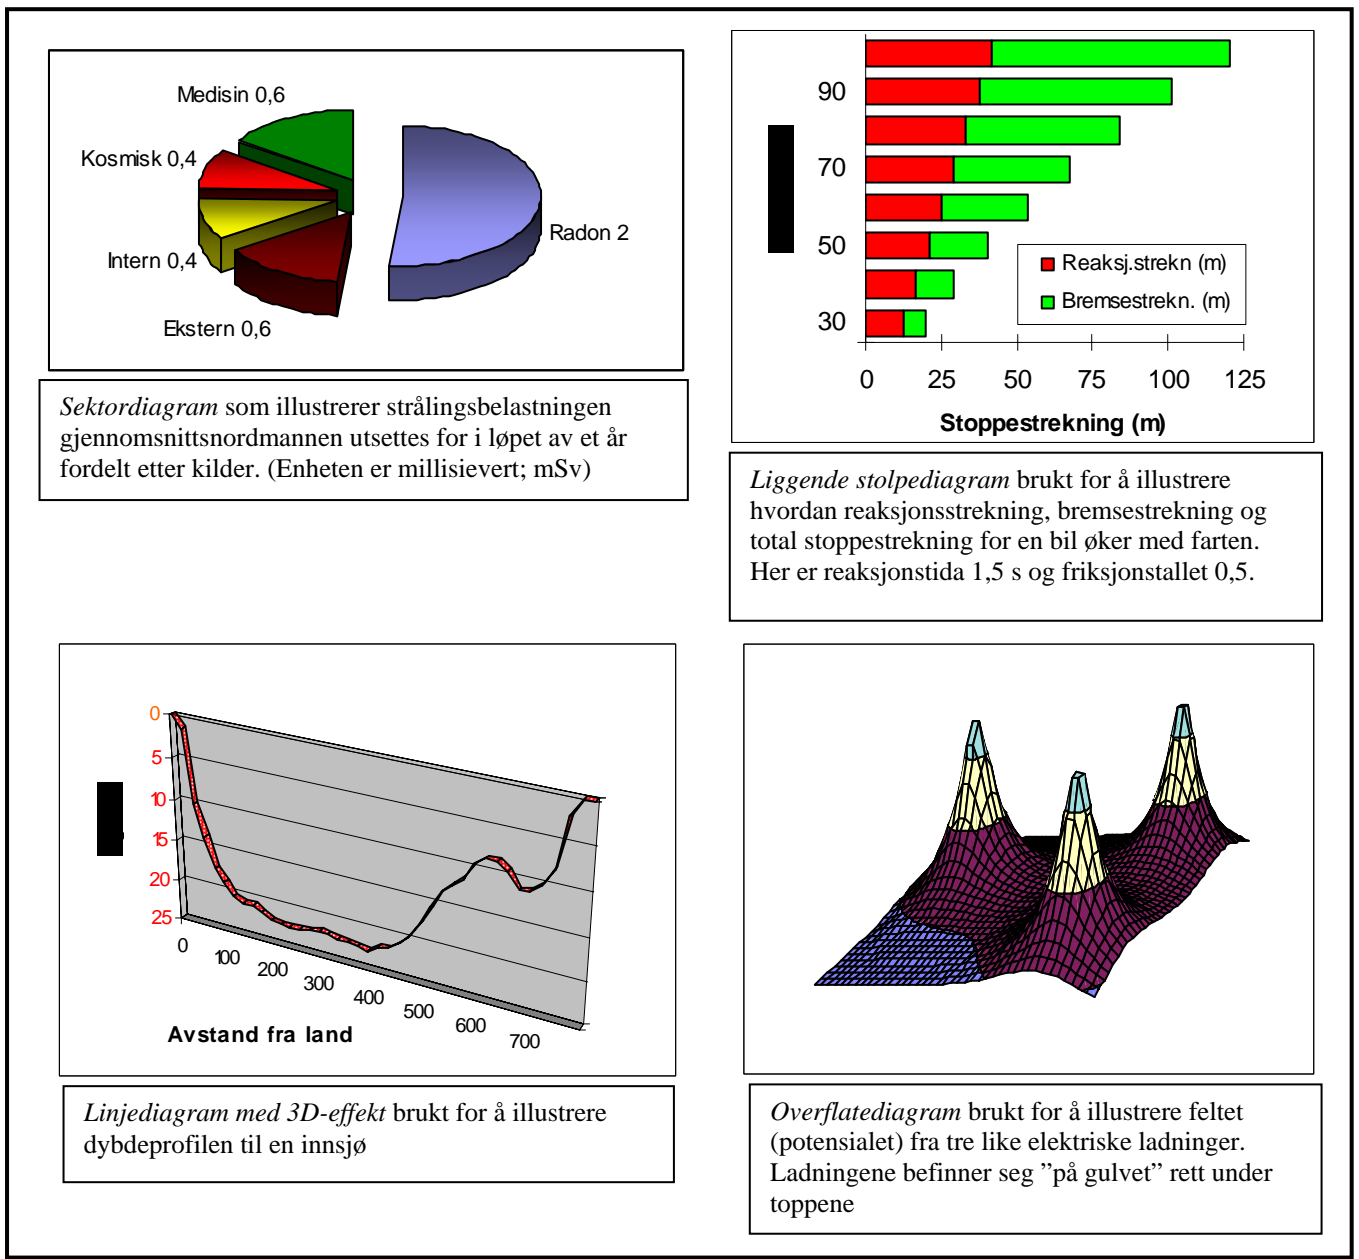 Medisin 0,6
Kosmisk 0,4
Intern 0,4
Ekstern 0,6
Radon 2
Sektordiagram som illustrerer strålingsbelastningen
gjennomsnittsnordmannen utsettes for i løpet av et år
fordelt etter kilder. (Enheten er millisievert; mSv)
90
70
50
30
Reaksj.strekn (m)
Bremsestrekn. (m)
0 25 50 75 100 125
Stoppestrekning (m)
Liggende stolpediagram brukt for å illustrere
hvordan reaksjonsstrekning, bremsestrekning og
total stoppestrekning for en bil øker med farten.
Her er reaksjonstida 1,5 s og friksjonstallet 0,5.
0
5
10
15
20
25
0 100 200 300 400 500 600 700
Avstand fra land
Linjediagram med 3D-effekt brukt for å illustrere
dybdeprofilen til en innsjø
Overflatediagram brukt for å illustrere feltet
(potensialet) fra tre like elektriske ladninger.
Ladningene befinner seg ”på gulvet” rett under
toppene